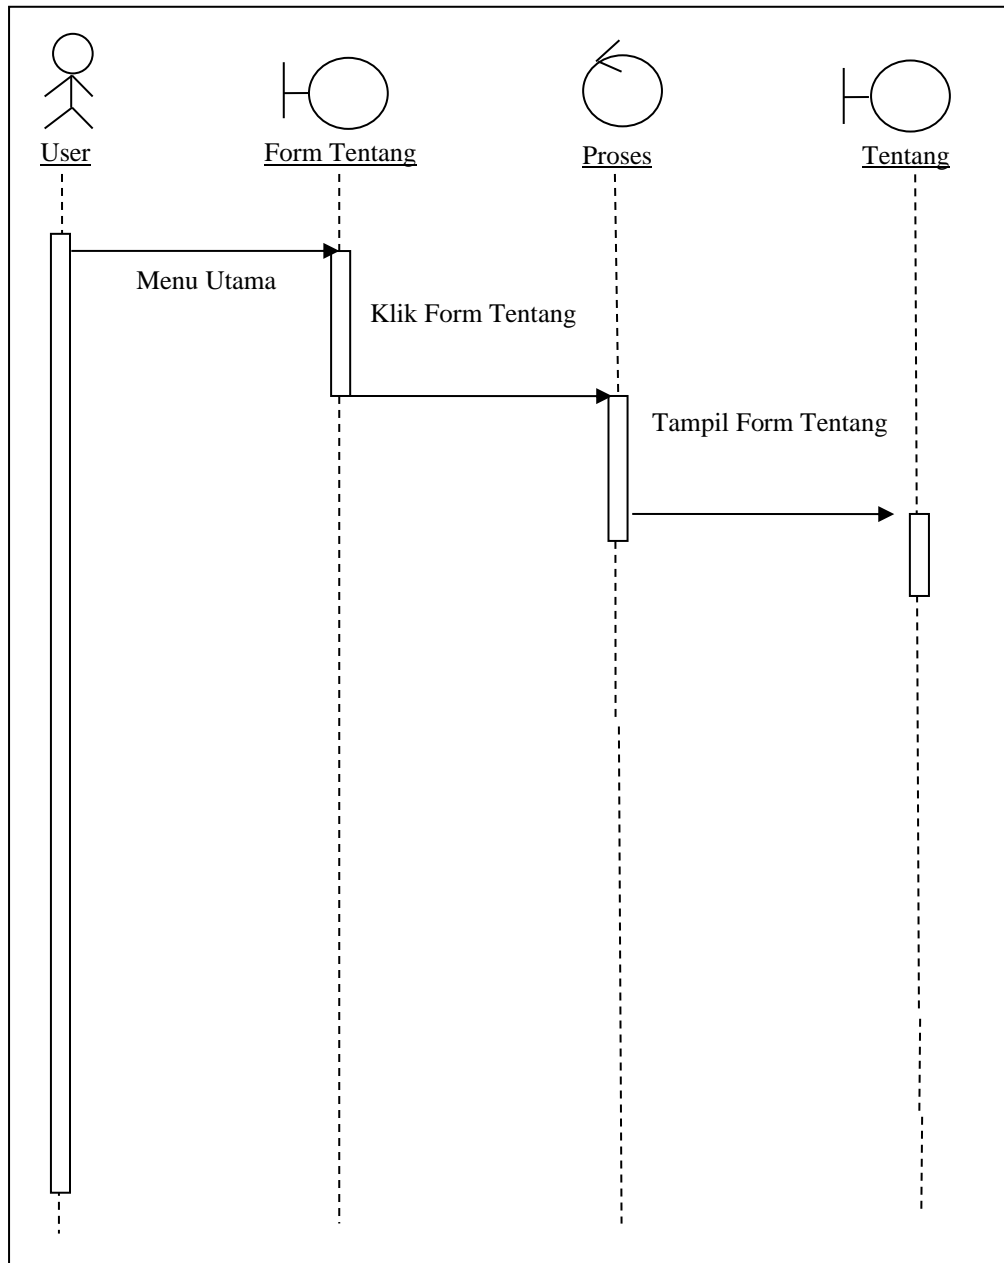 User
Form Tentang
Proses
Tentang
Menu Utama
Klik Form Tentang
Tampil Form Tentang